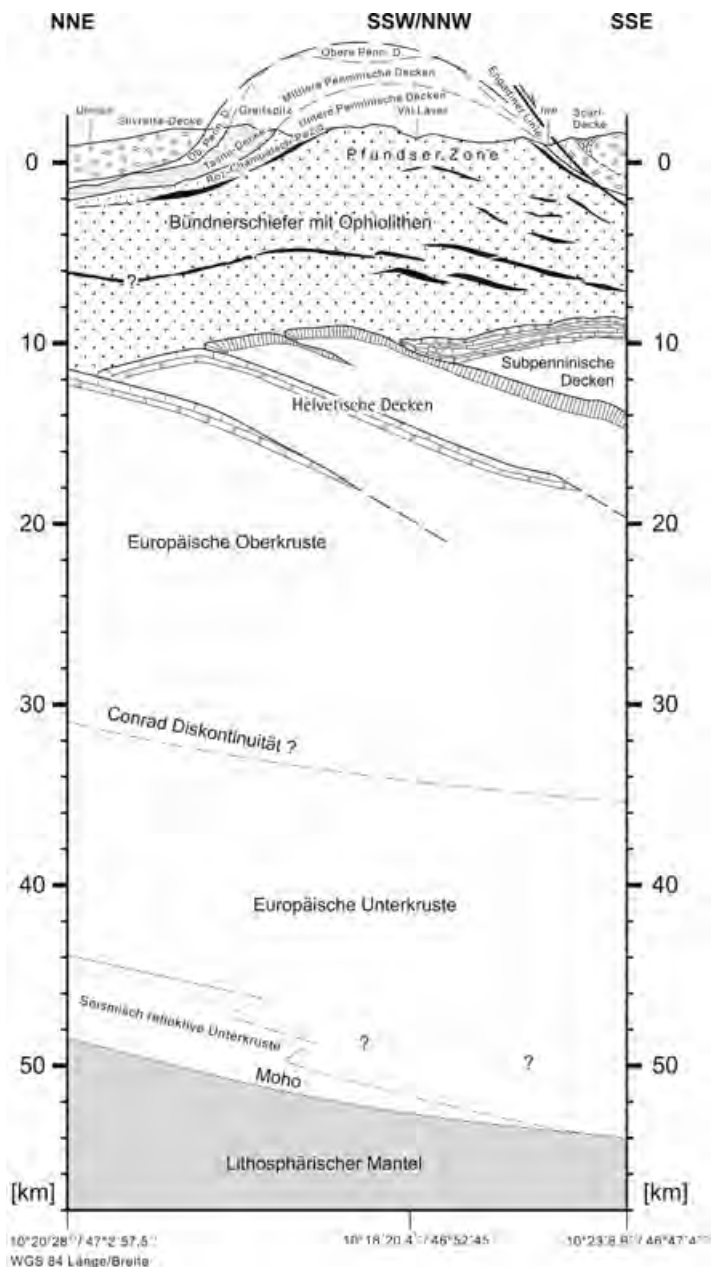 NNE SSW/NNW SSE
Obere Penn. D.
Mittlere Penninische Decken
Untere Penninische Decken
Engadiner Linie
Inn
Scarl-
Decke
Silvretta-Decke
Greitspitz
Val Laver
Ob. Penn. D.
Tasna-Decke
0 0
Pfundser Zone
Bündnerschiefer mit Ophiolithen
?
10 10
Subpenninische
Decken
Helvetische Decken
20 20
Europäische Oberkruste
30 30
Conrad Diskontinuität ?
40 40
Europäische Unterkruste
Seismisch reflektive Unterkruste
? ?
50 50
Moho
Lithosphärischer Mantel
[km] [km]
WGS 84 Länge/Breite